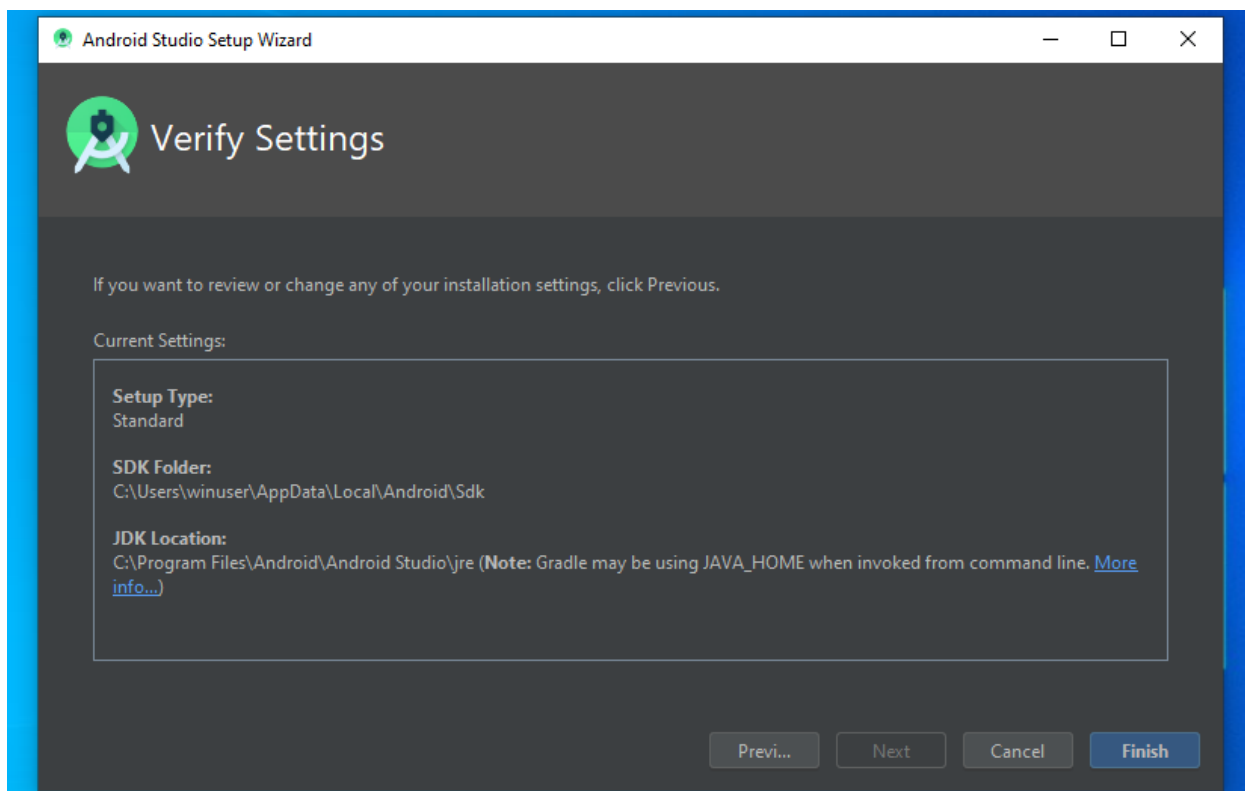 Android Studio Setup Wizard
Verify Settings
If you want to review or change any of your installation settings, click Previous.
Current Settings:
Setup Type:
Standard
SDK Folder:
C:\Users\winuser\AppData\Local\Android\Sdk
JDK Location:
C:\Program Files\Android\Android Studio\jre (Note: Gradle may be using JAVA_HOME when invoked from command line. More
info...)
Previ... Next Cancel Finish